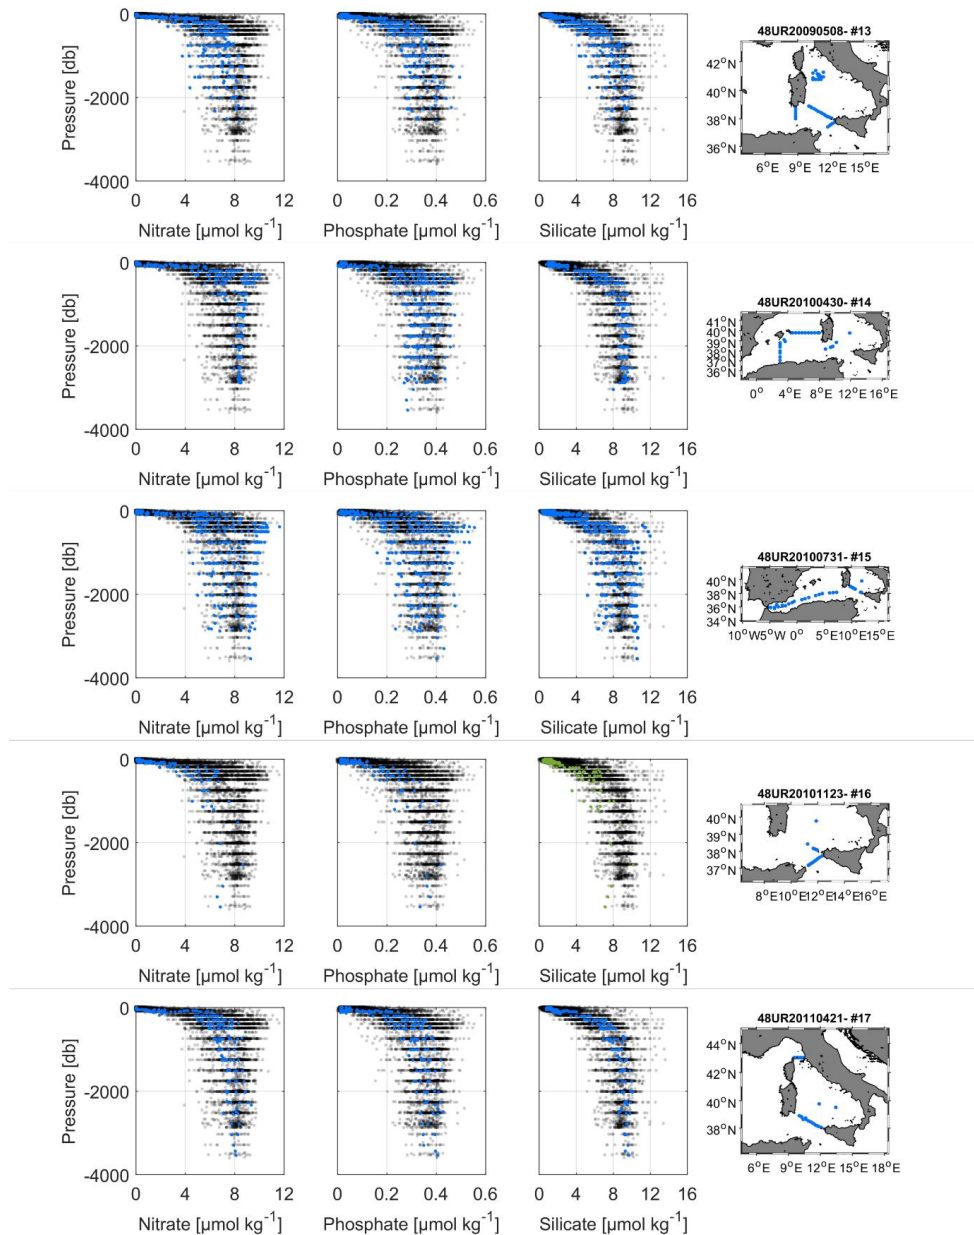 48UR20090508- #13
0
-2000
-4000
Pressure [db]
0 4 8 12
0 0.2 0.4 0.6
0 4 8 12 16
Nitrate [µmol kg⁻¹]
Phosphate [µmol kg⁻¹]
Silicate [µmol kg⁻¹]
42°N
40°N
38°N
36°N
6°E 9°E 12°E 15°E
48UR20100430- #14
0
-2000
-4000
Pressure [db]
0 4 8 12
0 0.2 0.4 0.6
0 4 8 12 16
Nitrate [µmol kg⁻¹]
Phosphate [µmol kg⁻¹]
Silicate [µmol kg⁻¹]
41°N
40°N
39°N
38°N
37°N
36°N
0° 4°E 8°E 12°E 16°E
48UR20100731- #15
0
-2000
-4000
Pressure [db]
0 4 8 12
0 0.2 0.4 0.6
0 4 8 12 16
Nitrate [µmol kg⁻¹]
Phosphate [µmol kg⁻¹]
Silicate [µmol kg⁻¹]
40°N
38°N
36°N
34°N
10°W 5°W 0° 5°E 10°E 15°E
48UR20101123- #16
0
-2000
-4000
Pressure [db]
0 4 8 12
0 0.2 0.4 0.6
0 4 8 12 16
Nitrate [µmol kg⁻¹]
Phosphate [µmol kg⁻¹]
Silicate [µmol kg⁻¹]
40°N
39°N
38°N
37°N
8°E 10°E 12°E 14°E 16°E
48UR20110421- #17
0
-2000
-4000
Pressure [db]
0 4 8 12
0 0.2 0.4 0.6
0 4 8 12 16
Nitrate [µmol kg⁻¹]
Phosphate [µmol kg⁻¹]
Silicate [µmol kg⁻¹]
44°N
42°N
40°N
38°N
6°E 9°E 12°E 15°E 18°E